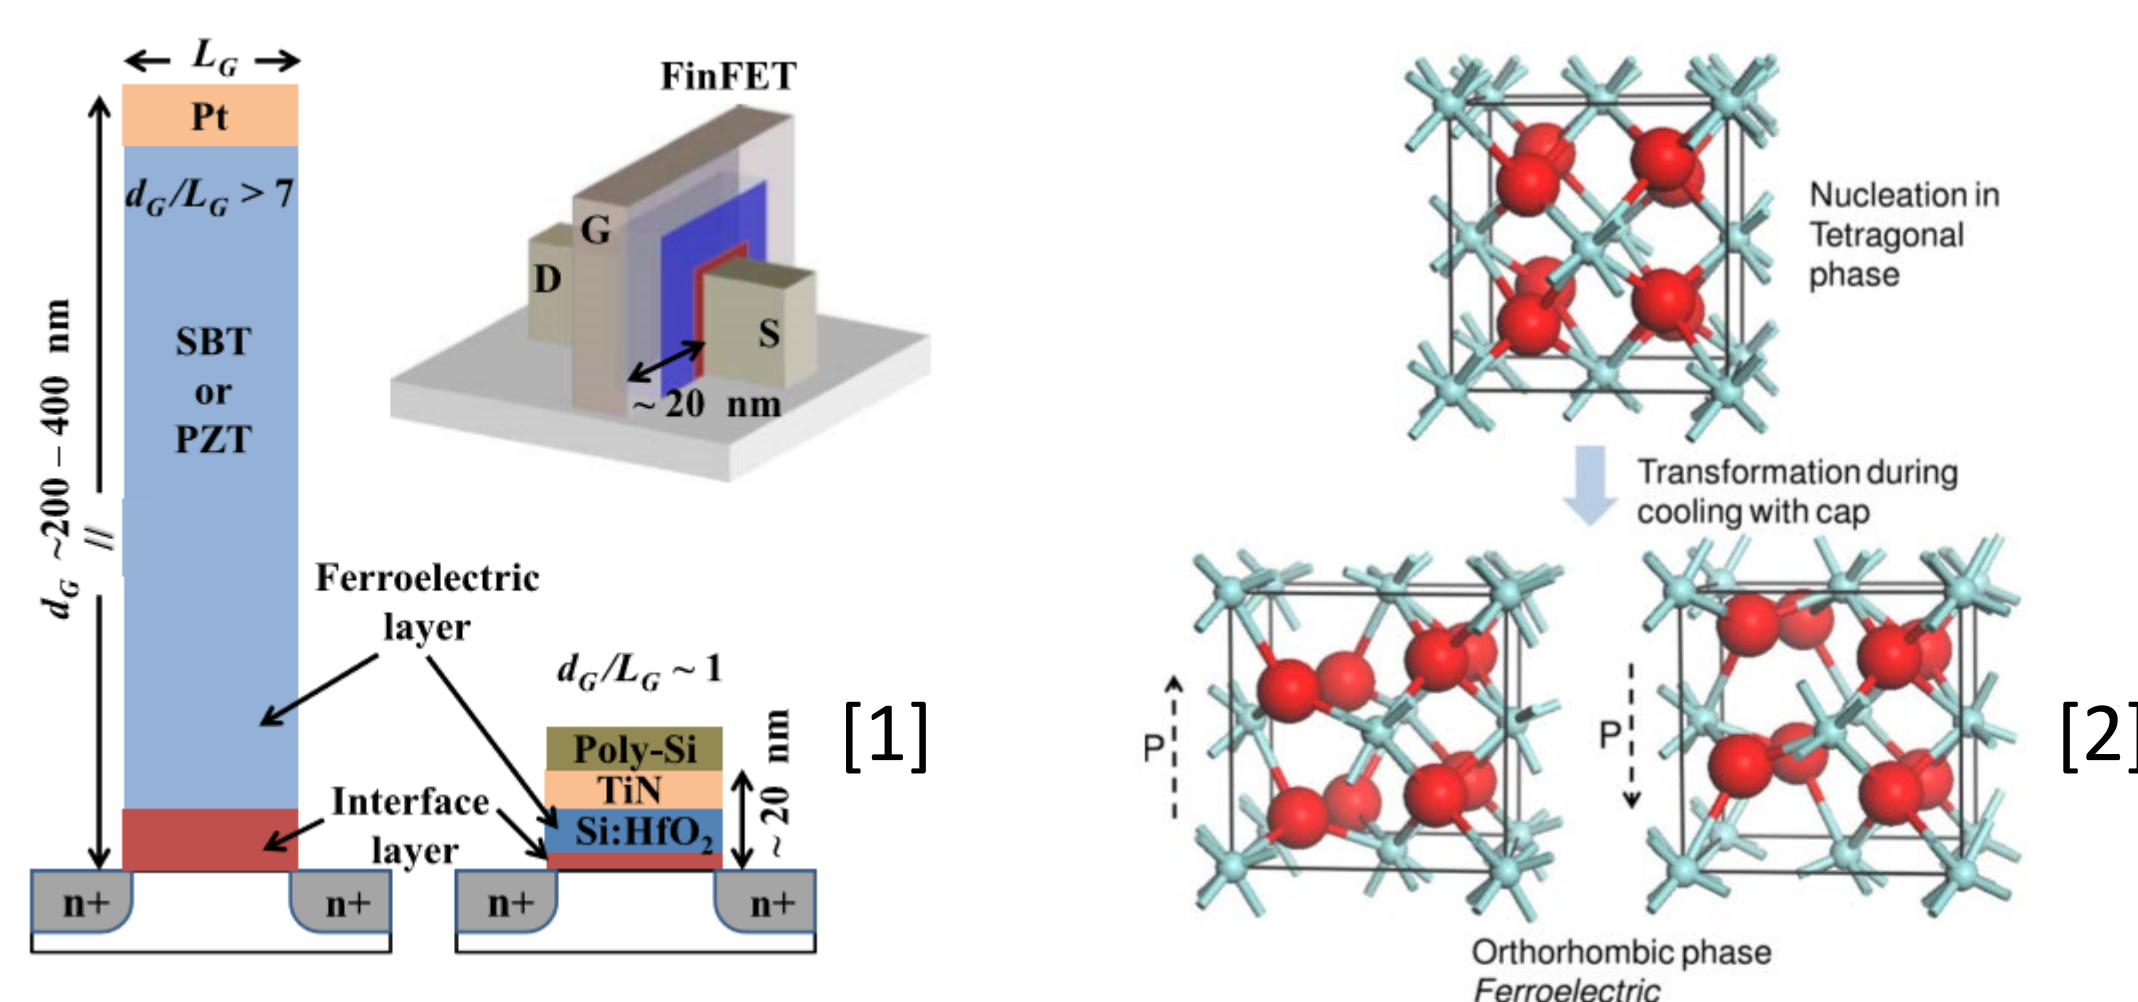 L_G
Pt
d_G/L_G > 7
SBT
or
PZT
d_G ~200 – 400 nm
//
Ferroelectric
layer
Interface
layer
n+
n+
FinFET
G
D
S
~ 20 nm
d_G/L_G ~ 1
Poly-Si
TiN
Si:HfO₂
~ 20 nm
n+
n+
[1]
Nucleation in
Tetragonal
phase
Transformation during
cooling with cap
P
P
[2]
Orthorhombic phase
Ferroelectric